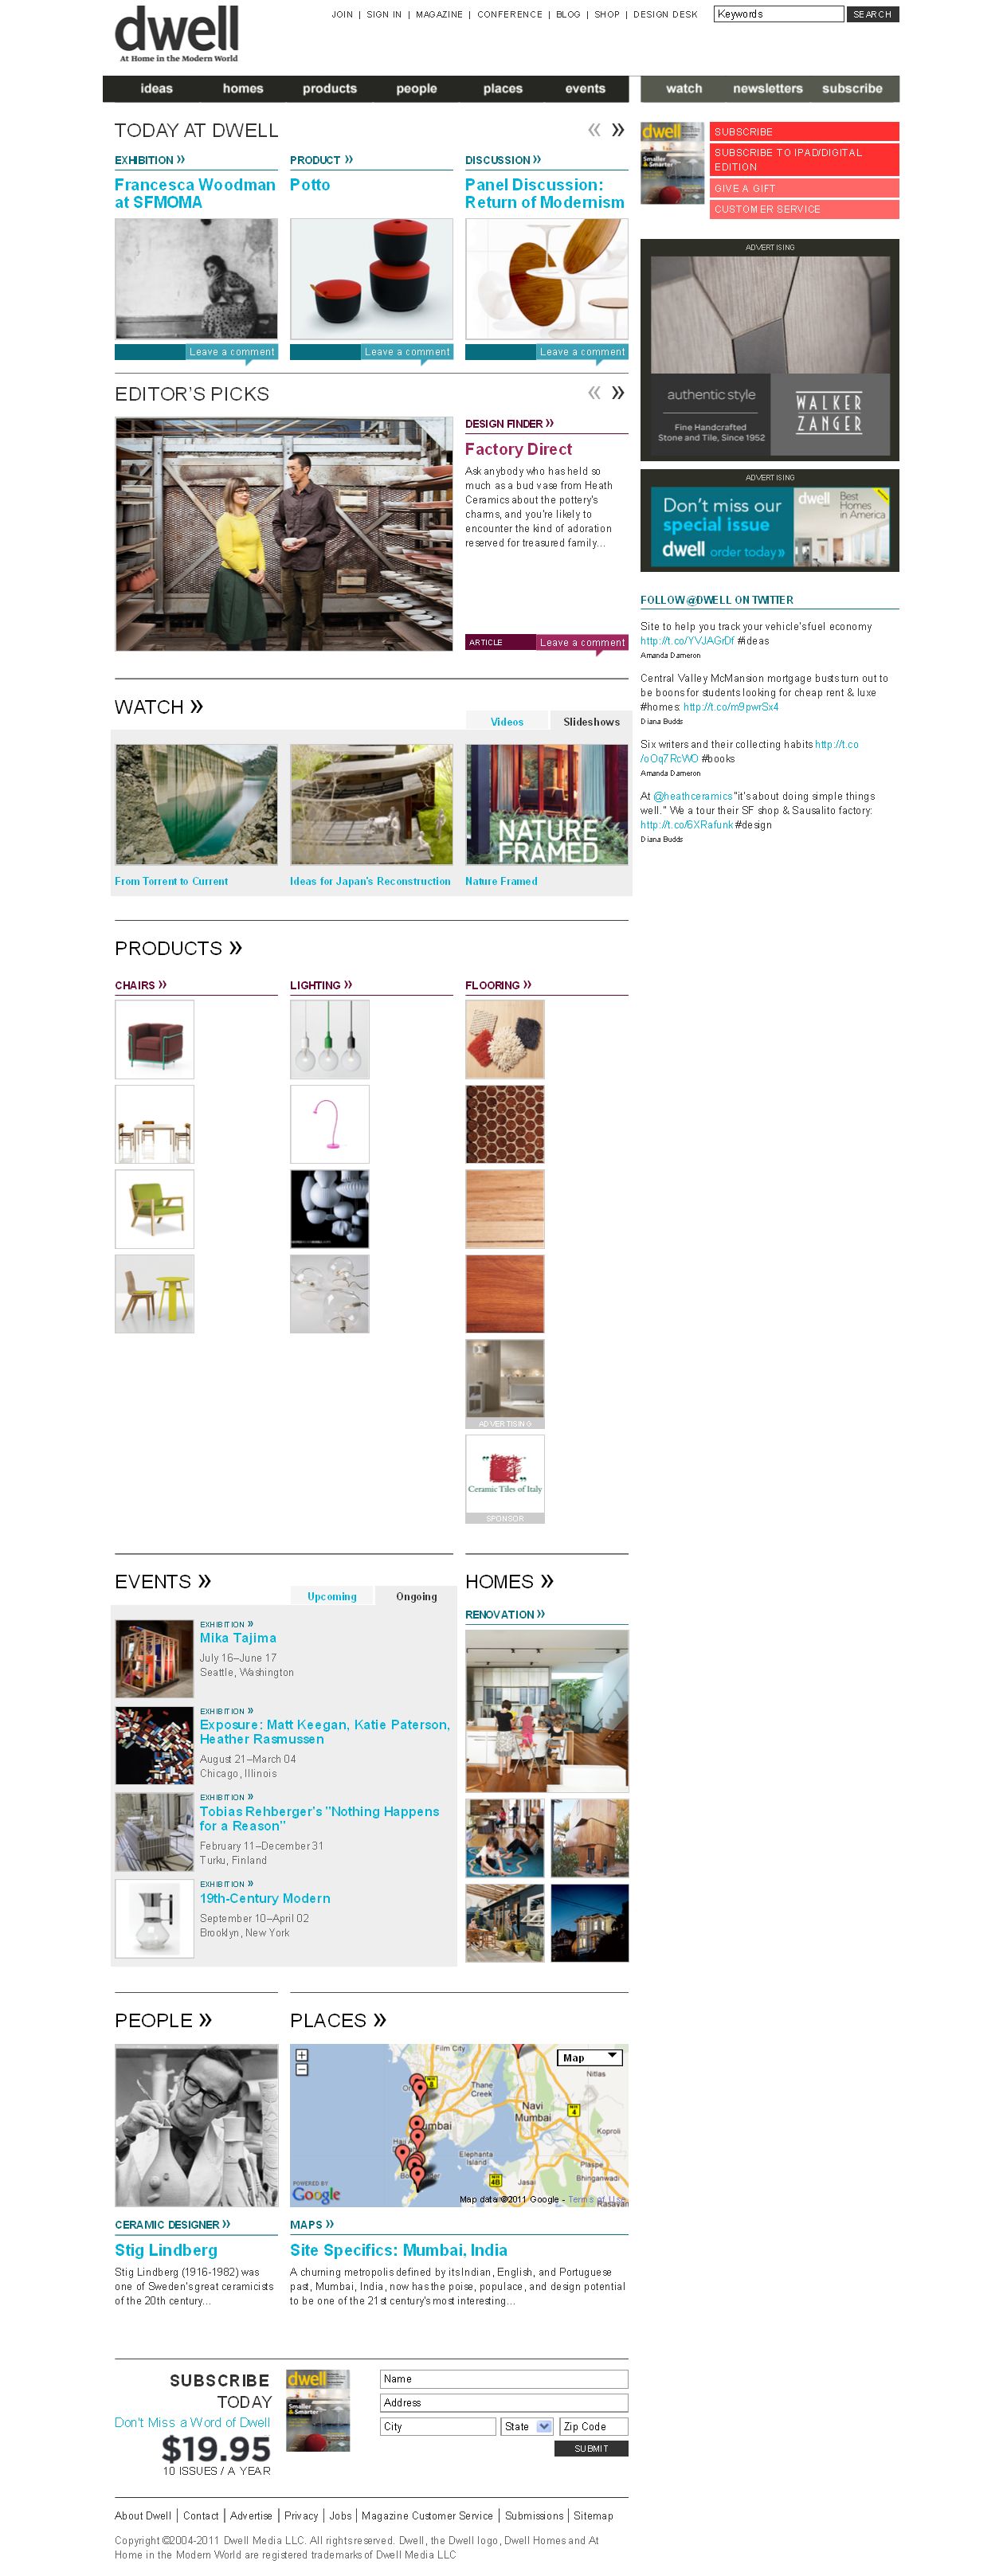 dwell
At Home in the Modern World
JOIN | SIGN IN | MAGAZINE | CONFERENCE | BLOG | SHOP | DESIGN DESK
Keywords
SEARCH
ideas homes products people places events
watch newsletters subscribe
TODAY AT DWELL « »
EXHIBITION »
Francesca Woodman
at SFMOMA
Leave a comment
PRODUCT »
Potto
Leave a comment
DISCUSSION »
Panel Discussion:
Return of Modernism
Leave a comment
dwell
Smaller
& Smarter
SUBSCRIBE
SUBSCRIBE TO IPAD/DIGITAL
EDITION
GIVE A GIFT
CUSTOMER SERVICE
ADVERTISING
authentic style
Fine Handcrafted
Stone and Tile, Since 1952
WALKER
ZANGER
ADVERTISING
Don't miss our
special issue
dwell order today»
dwell
Best
Homes
in America
FOLLOW @DWELL ON TWITTER
Site to help you track your vehicle's fuel economy
http://t.co/YVJAGrDf #ideas
Amanda Dameron
Central Valley McMansion mortgage busts turn out to
be boons for students looking for cheap rent & luxe
#homes: http://t.co/m9pwrSx4
Diana Budds
Six writers and their collecting habits http://t.co
/oOq7RcWO #books
Amanda Dameron
At @heathceramics "it's about doing simple things
well." We a tour their SF shop & Sausalito factory:
http://t.co/6XRafunk #design
Diana Budds
EDITOR'S PICKS « »
DESIGN FINDER »
Factory Direct
Ask anybody who has held so
much as a bud vase from Heath
Ceramics about the pottery's
charms, and you're likely to
encounter the kind of adoration
reserved for treasured family...
ARTICLE
Leave a comment
WATCH »
Videos
Slideshows
NATURE
FRAMED
From Torrent to Current
Ideas for Japan's Reconstruction
Nature Framed
PRODUCTS »
CHAIRS »
LIGHTING »
FLOORING »
ADVERTISING
Ceramic Tiles of Italy
SPONSOR
EVENTS »
Upcoming
Ongoing
EXHIBITION »
Mika Tajima
July 16–June 17
Seattle, Washington
EXHIBITION »
Exposure: Matt Keegan, Katie Paterson,
Heather Rasmussen
August 21–March 04
Chicago, Illinois
EXHIBITION »
Tobias Rehberger's "Nothing Happens
for a Reason"
February 11–December 31
Turku, Finland
EXHIBITION »
19th-Century Modern
September 10–April 02
Brooklyn, New York
HOMES »
RENOVATION »
PEOPLE »
CERAMIC DESIGNER »
Stig Lindberg
Stig Lindberg (1916-1982) was
one of Sweden's great ceramicists
of the 20th century...
PLACES »
Film City
Map
Nitlas
Thane
Creek
Navi
Mumbai
Koproli
Elephanta
Island
Plaspe
Bhinganwadi
Jasai
POWERED BY
Google
Map data ©2011 Google - Terms of Use
MAPS »
Site Specifics: Mumbai, India
A churning metropolis defined by its Indian, English, and Portuguese
past, Mumbai, India, now has the poise, populace, and design potential
to be one of the 21st century's most interesting...
SUBSCRIBE
TODAY
Don't Miss a Word of Dwell
$19.95
10 ISSUES / A YEAR
dwell
Smaller
& Smarter
Name
Address
City
State
Zip Code
SUBMIT
About Dwell | Contact | Advertise | Privacy | Jobs | Magazine Customer Service | Submissions | Sitemap
Copyright ©2004-2011 Dwell Media LLC. All rights reserved. Dwell, the Dwell logo, Dwell Homes and At
Home in the Modern World are registered trademarks of Dwell Media LLC